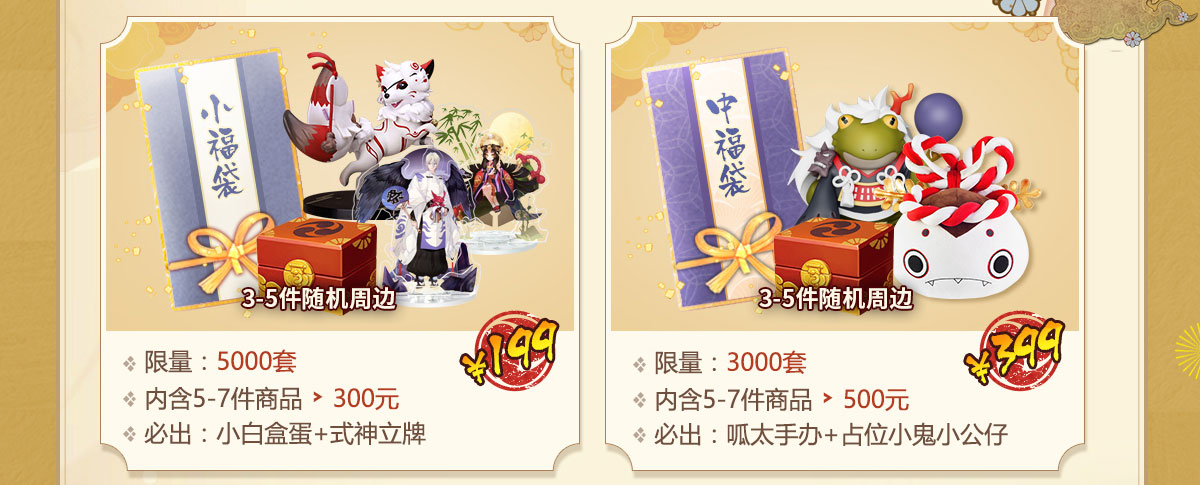 小福袋
3-5件随机周边
¥199
限量：5000套
内含5-7件商品 > 300元
必出：小白盒蛋+式神立牌
中福袋
3-5件随机周边
¥399
限量：3000套
内含5-7件商品 > 500元
必出：呱太手办+占位小鬼小公仔